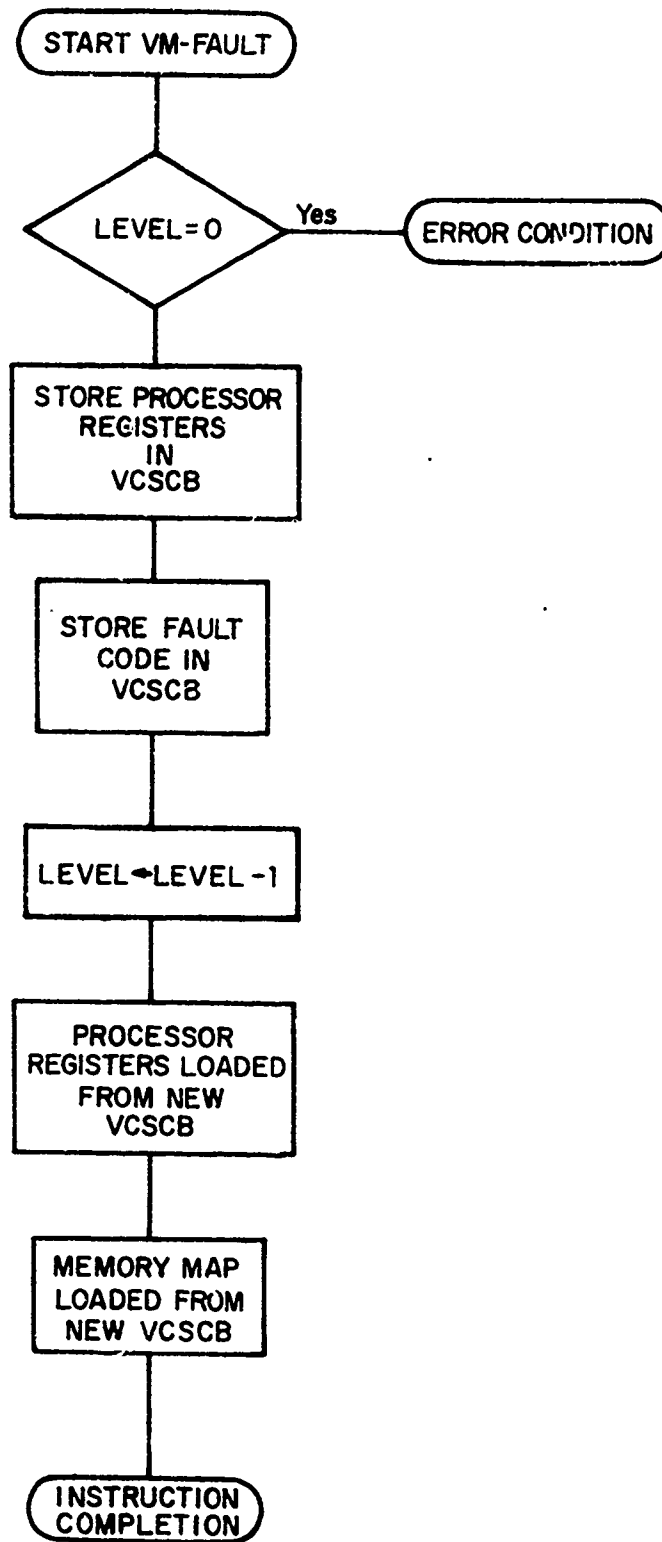 START VM-FAULT
LEVEL=0
Yes
ERROR CONDITION
STORE PROCESSOR
REGISTERS
IN
VCSCB
STORE FAULT
CODE IN
VCSCB
LEVEL←LEVEL-1
PROCESSOR
REGISTERS LOADED
FROM NEW
VCSCB
MEMORY MAP
LOADED FROM
NEW VCSCB
INSTRUCTION
COMPLETION